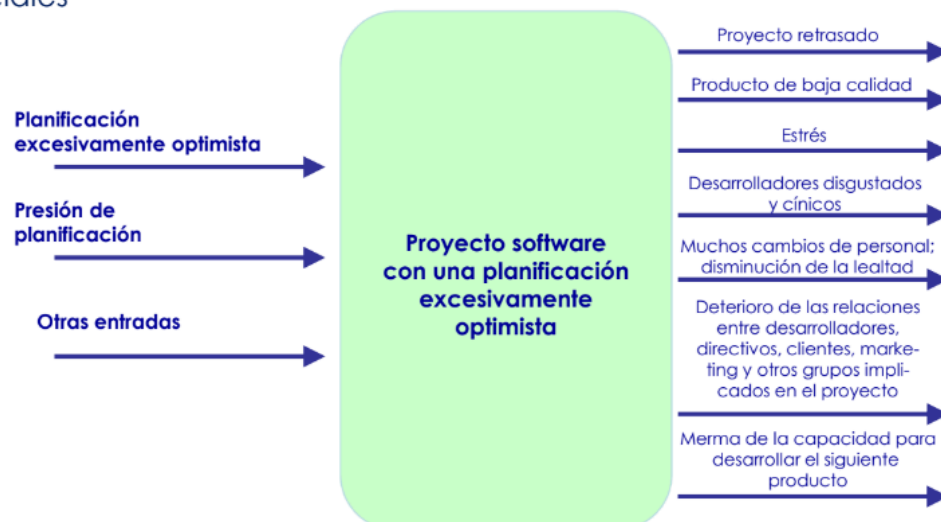 Planificación
excesivamente optimista
Presión de
planificación
Otras entradas
Proyecto software
con una planificación
excesivamente
optimista
Proyecto retrasado
Producto de baja calidad
Estrés
Desarrolladores disgustados
y cínicos
Muchos cambios de personal;
disminución de la lealtad
Deterioro de las relaciones
entre desarrolladores,
directivos, clientes, marke-
ting y otros grupos impli-
cados en el proyecto
Merma de la capacidad para
desarrollar el siguiente
producto